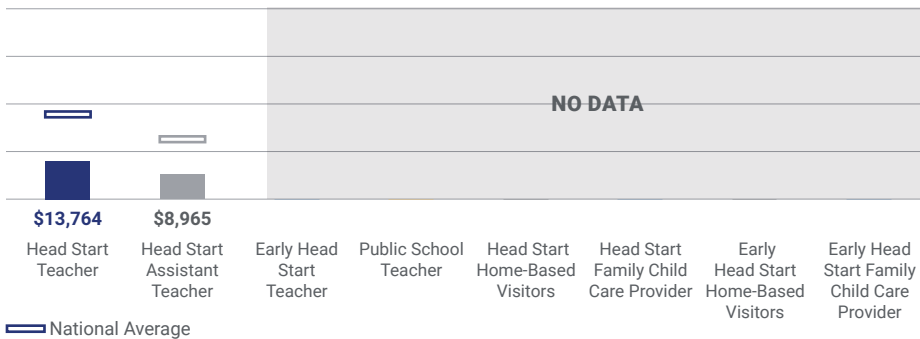 NO DATA
$13,764
$8,965
Head Start
Teacher
Head Start
Assistant
Teacher
Early Head
Start
Teacher
Public School
Teacher
Head Start
Home-Based
Visitors
Head Start
Family Child
Care Provider
Early
Head Start
Home-Based
Visitors
Early Head
Start Family
Child Care
Provider
National Average